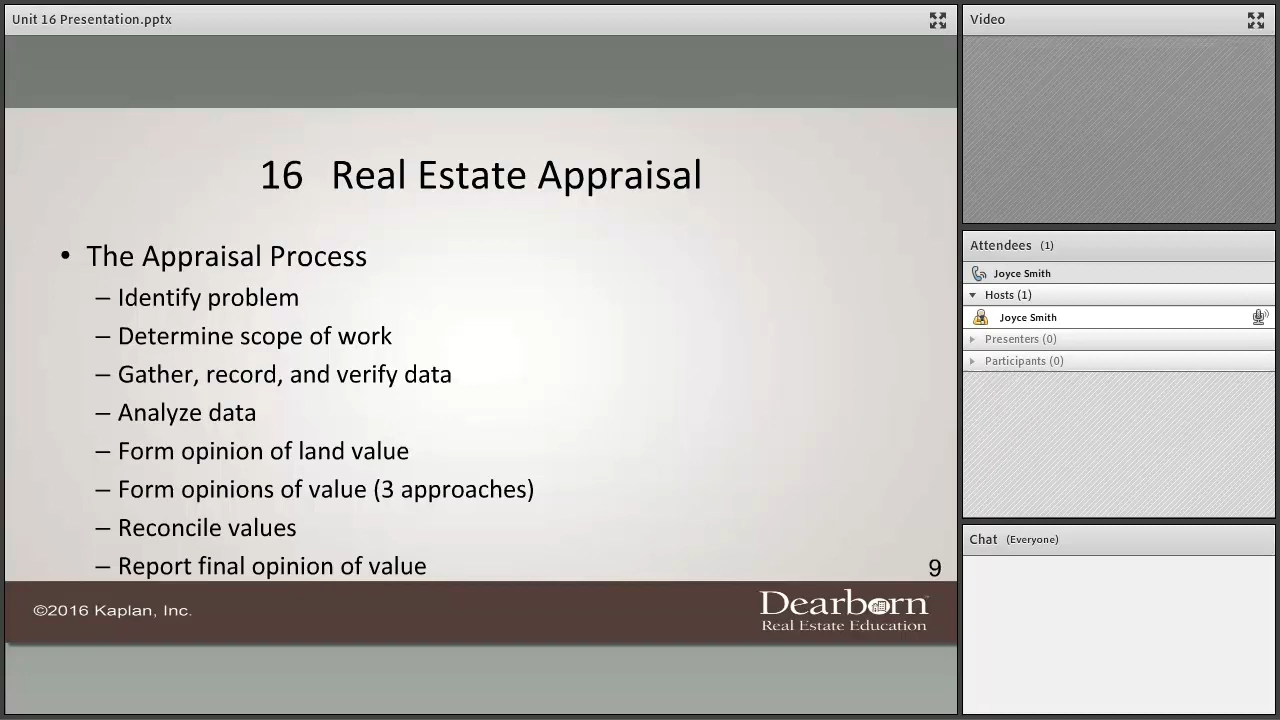 Unit 16 Presentation.pptx
16 Real Estate Appraisal
• The Appraisal Process
– Identify problem
– Determine scope of work
– Gather, record, and verify data
– Analyze data
– Form opinion of land value
– Form opinions of value (3 approaches)
– Reconcile values
– Report final opinion of value
9
©2016 Kaplan, Inc.
Dearborn™
Real Estate Education
Video
Attendees (1)
Joyce Smith
Hosts (1)
Joyce Smith
Presenters (0)
Participants (0)
Chat (Everyone)